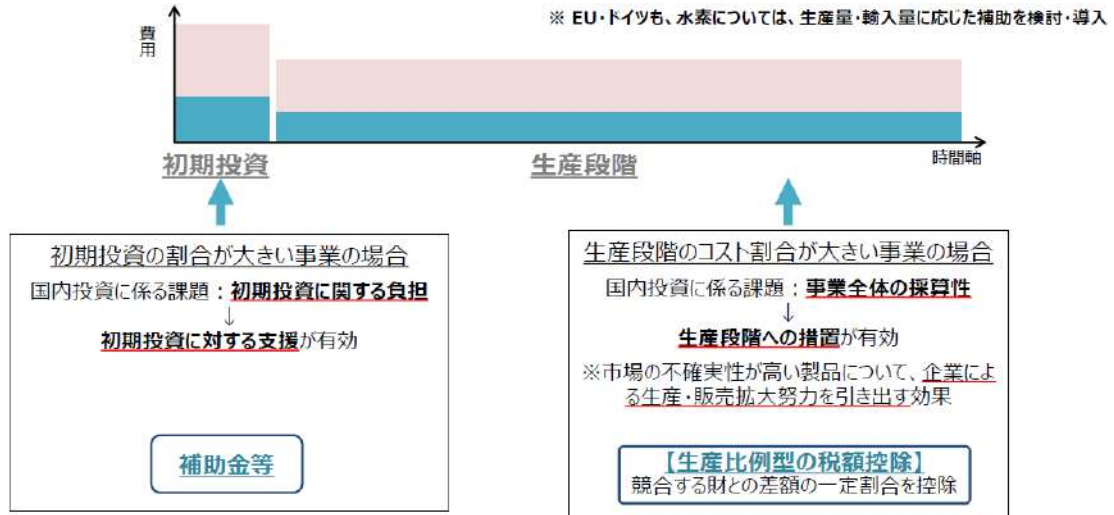 ※ EU・ドイツも、水素については、生産量・輸入量に応じた補助を検討・導入
費用
時間軸
初期投資
生産段階
初期投資の割合が大きい事業の場合
国内投資に係る課題：初期投資に関する負担
↓
初期投資に対する支援が有効
補助金等
生産段階のコスト割合が大きい事業の場合
国内投資に係る課題：事業全体の採算性
↓
生産段階への措置が有効
※市場の不確実性が高い製品について、企業によ
る生産・販売拡大努力を引き出す効果
【生産比例型の税額控除】
競合する財との差額の一定割合を控除